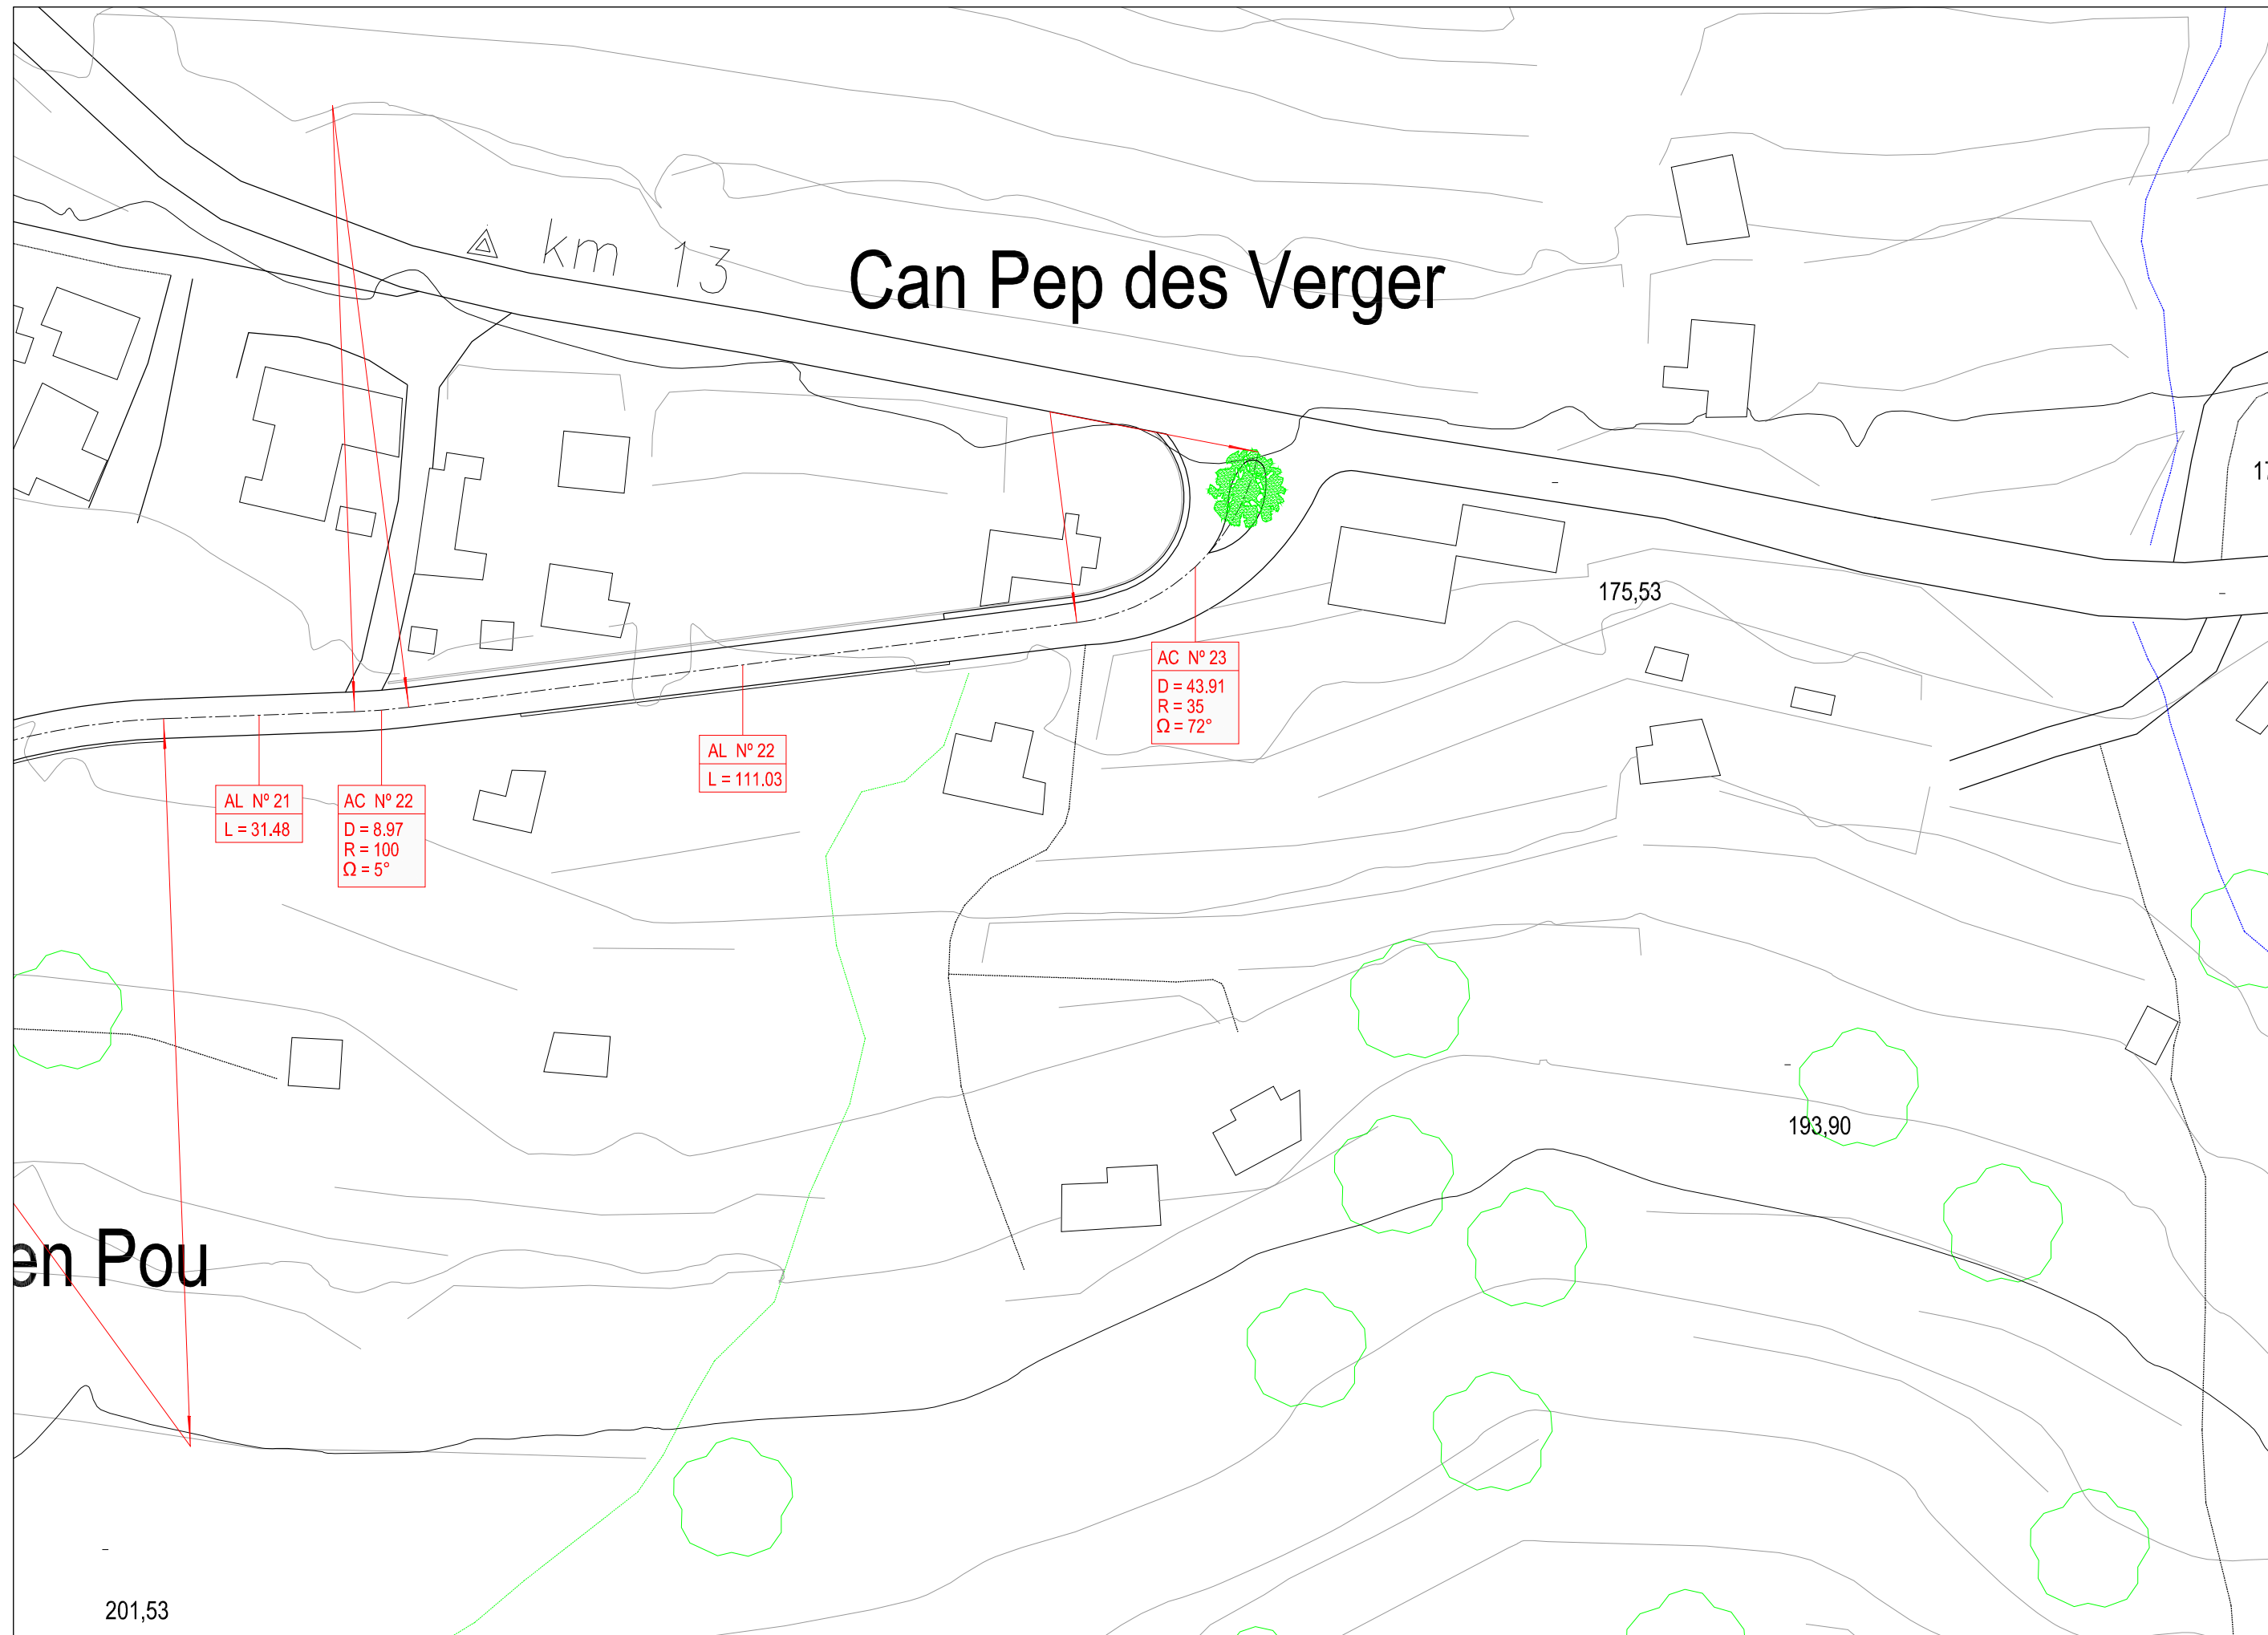 km 13
Can Pep des Verger
175,53
AC Nº 23
D = 43.91
R = 35
Ω = 72°
AL Nº 22
L = 111.03
AL Nº 21
L = 31.48
AC Nº 22
D = 8.97
R = 100
Ω = 5°
193,90
en Pou
201,53